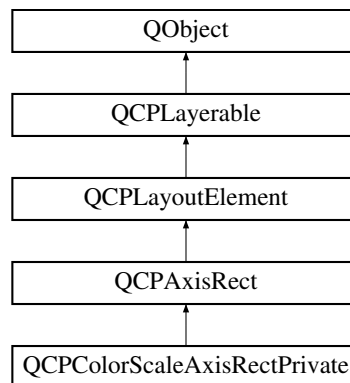 QObject
QCPLayerable
QCPLayoutElement
QCPAxisRect
QCPColorScaleAxisRectPrivate